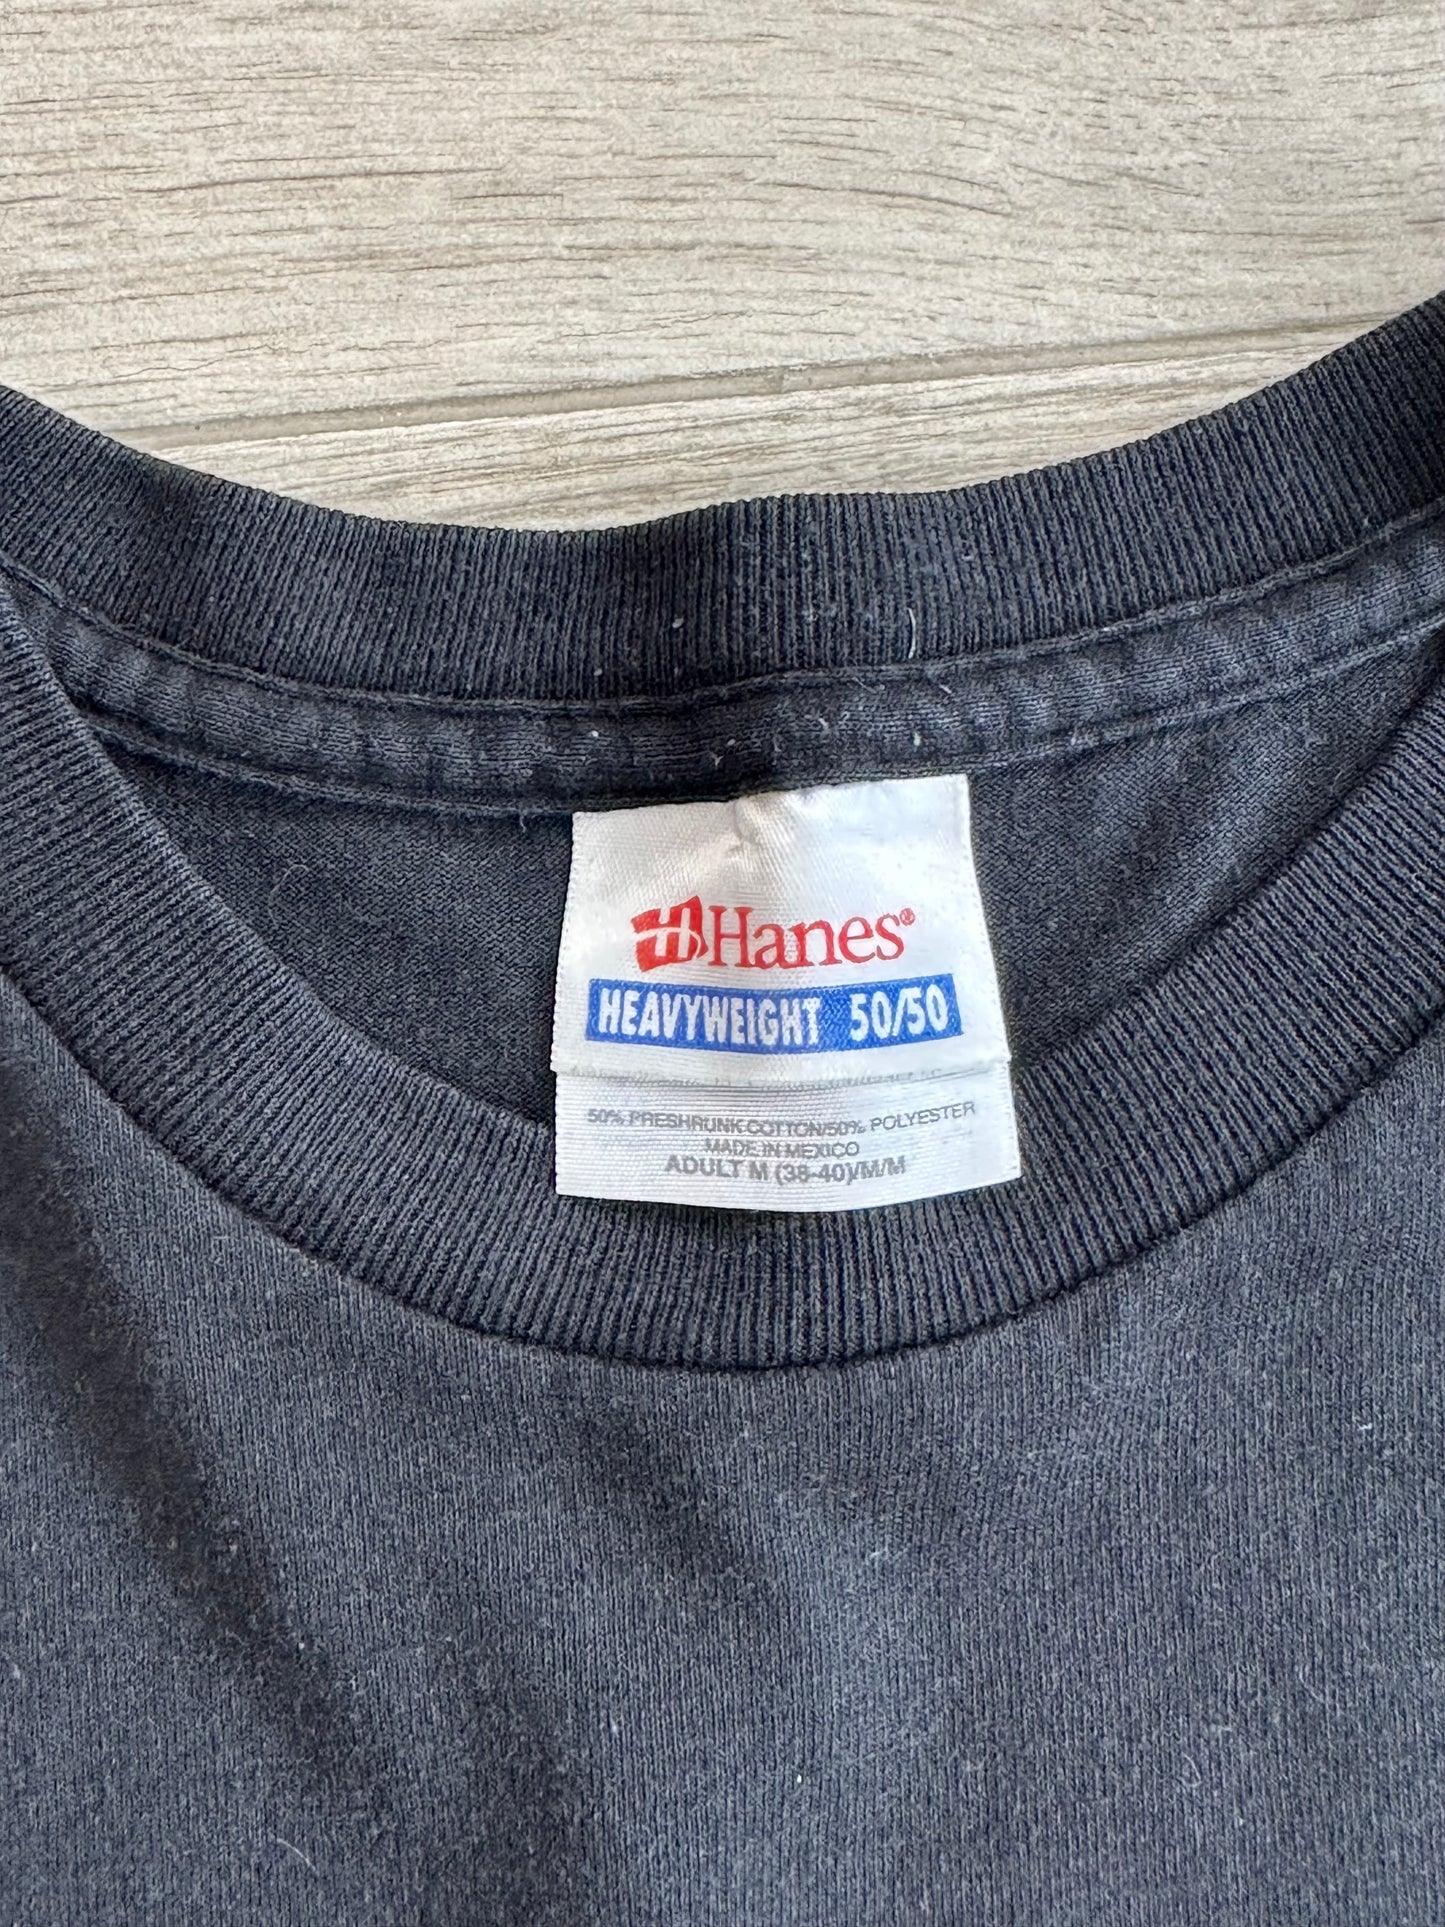 Hanes®
HEAVYWEIGHT 50/50
50% PRESHRUNK COTTON/50% POLYESTER
MADE IN MEXICO
ADULT M (38-40)/M/M